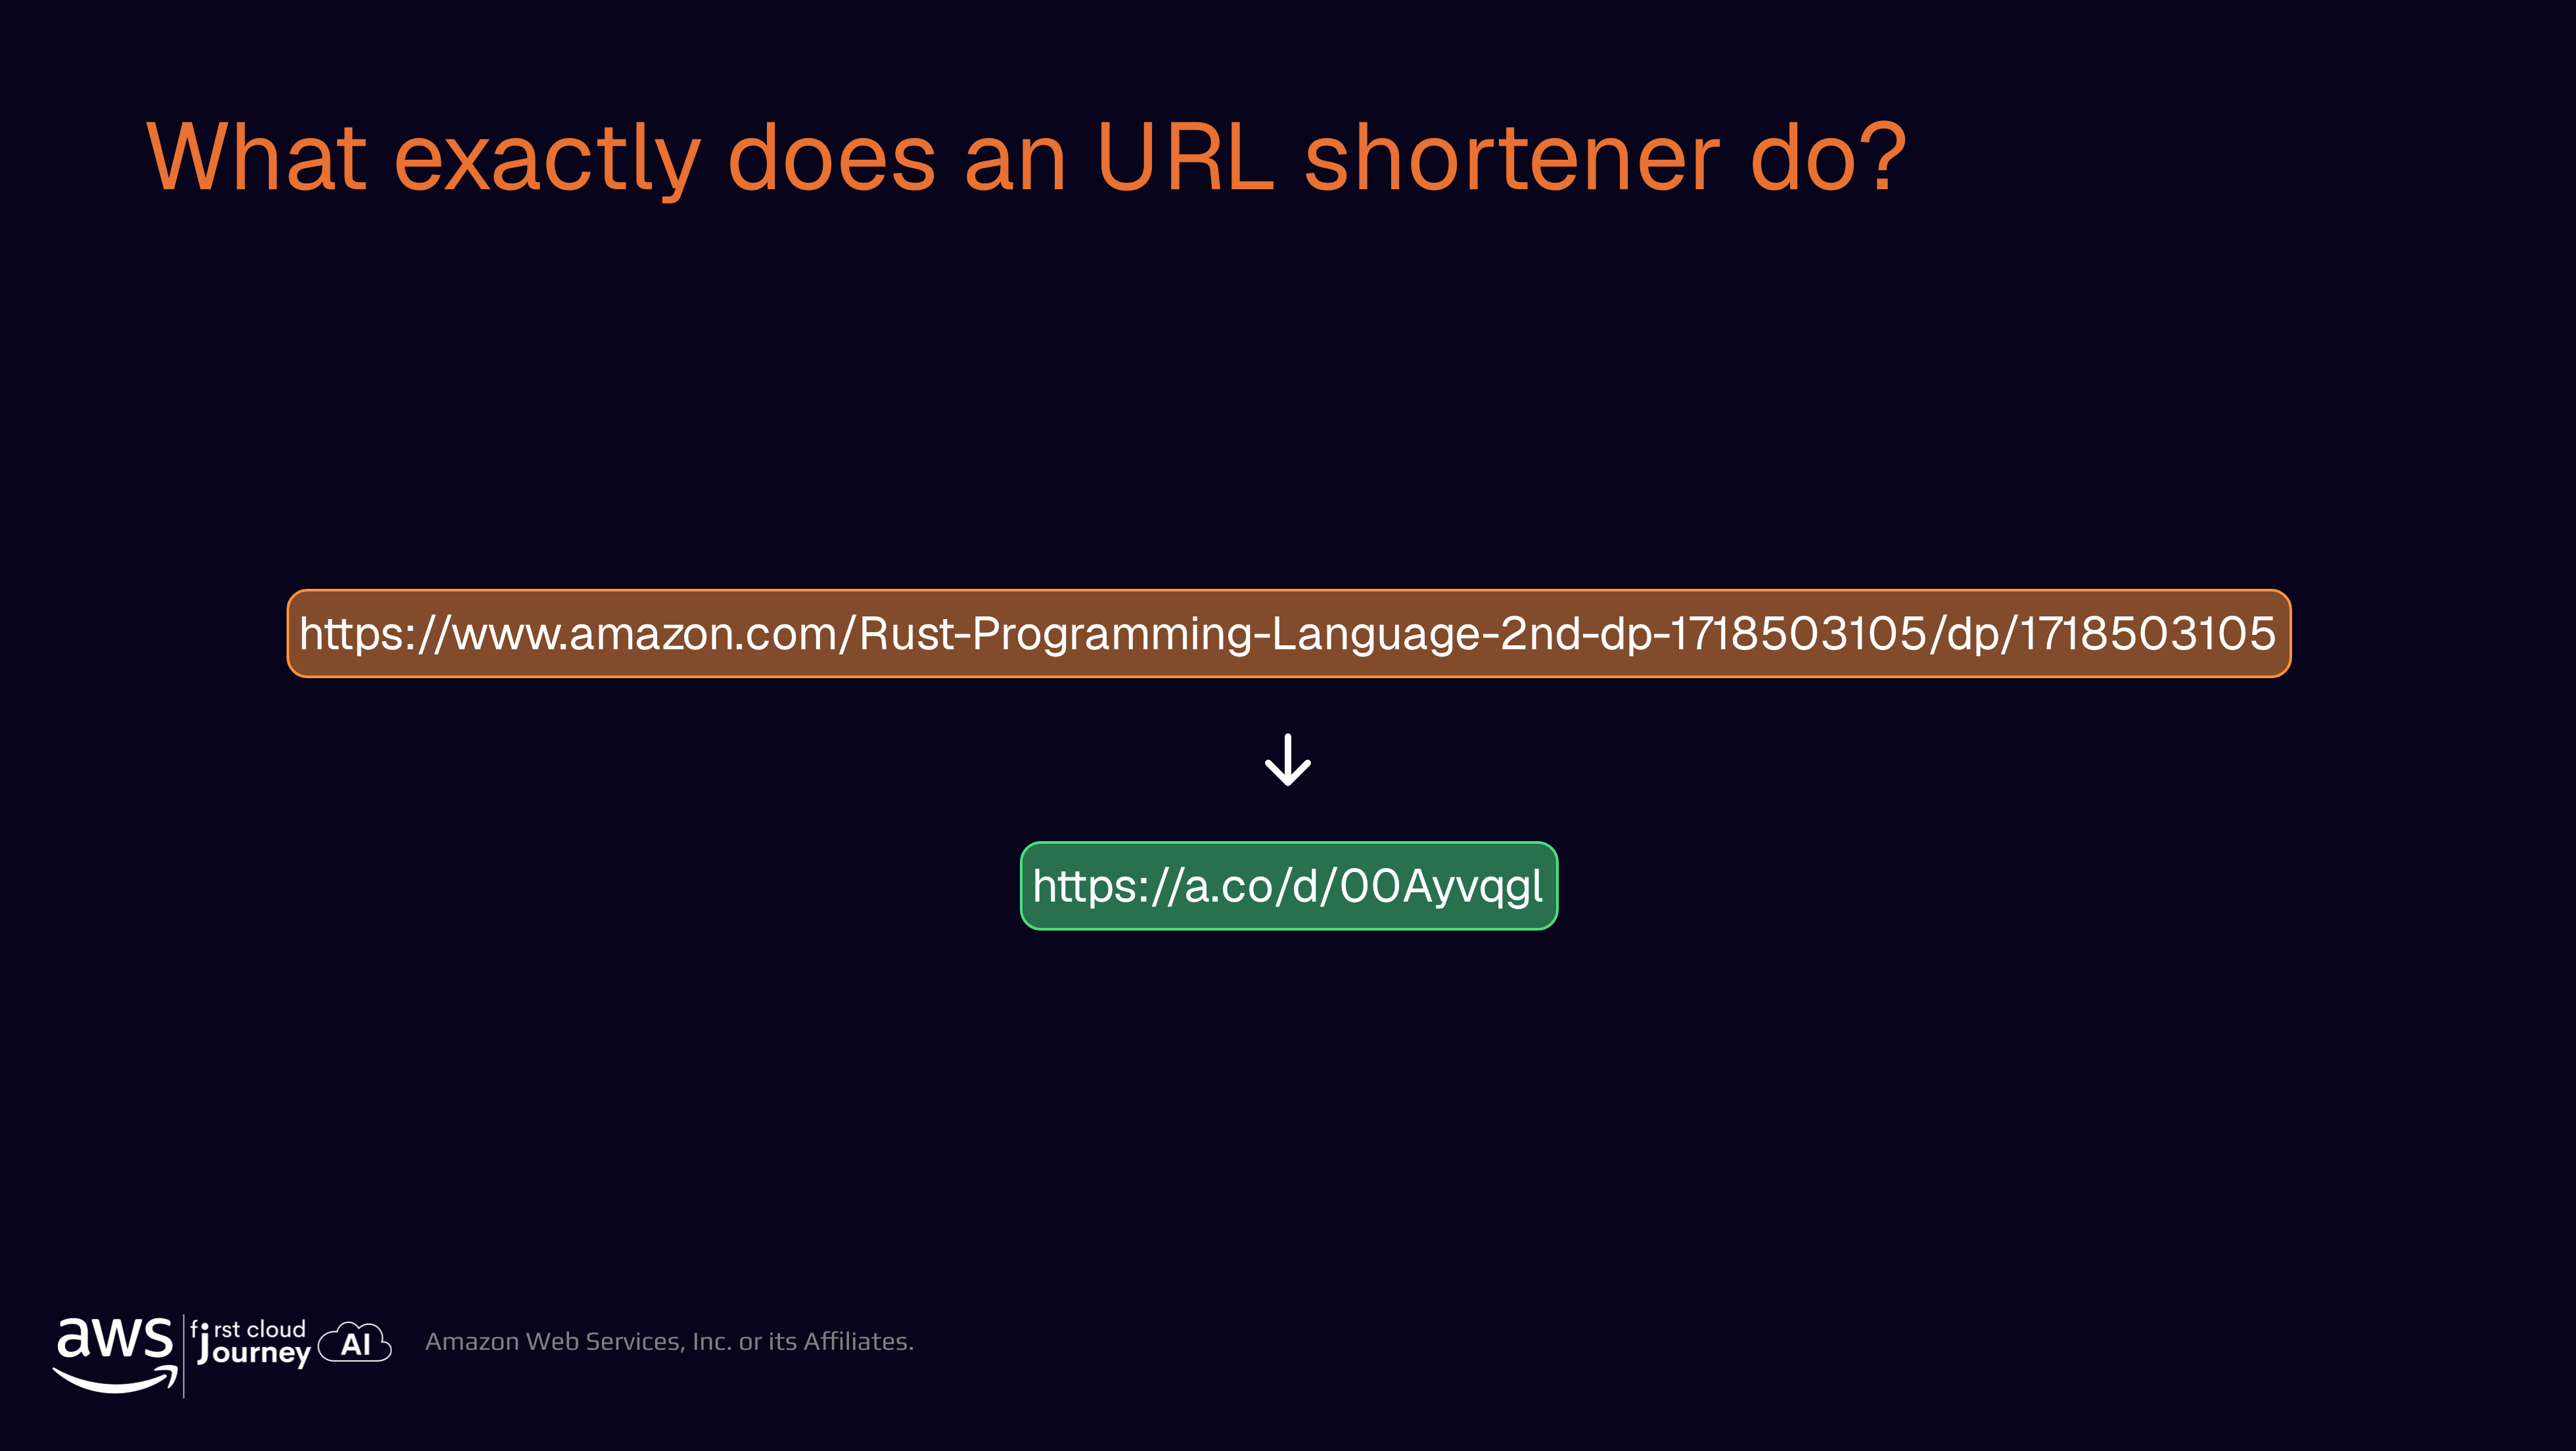 What exactly does an URL shortener do?
https://www.amazon.com/Rust-Programming-Language-2nd-dp-1718503105/dp/1718503105
https://a.co/d/00Ayvqgl
aws
first cloud
journey
AI
Amazon Web Services, Inc. or its Affiliates.